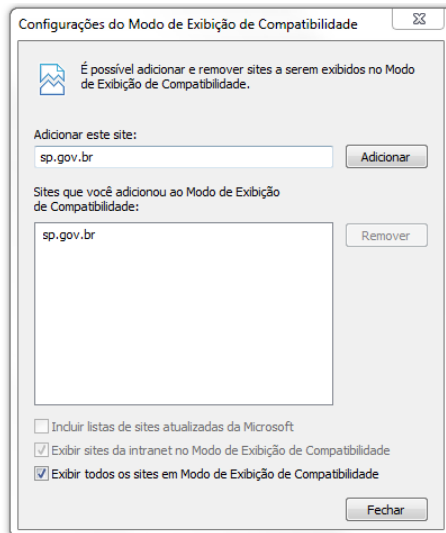 Configurações do Modo de Exibição de Compatibilidade
É possível adicionar e remover sites a serem exibidos no Modo
de Exibição de Compatibilidade.
Adicionar este site:
sp.gov.br
Adicionar
Sites que você adicionou ao Modo de Exibição
de Compatibilidade:
sp.gov.br
Remover
Incluir listas de sites atualizadas da Microsoft
Exibir sites da intranet no Modo de Exibição de Compatibilidade
Exibir todos os sites em Modo de Exibição de Compatibilidade
Fechar